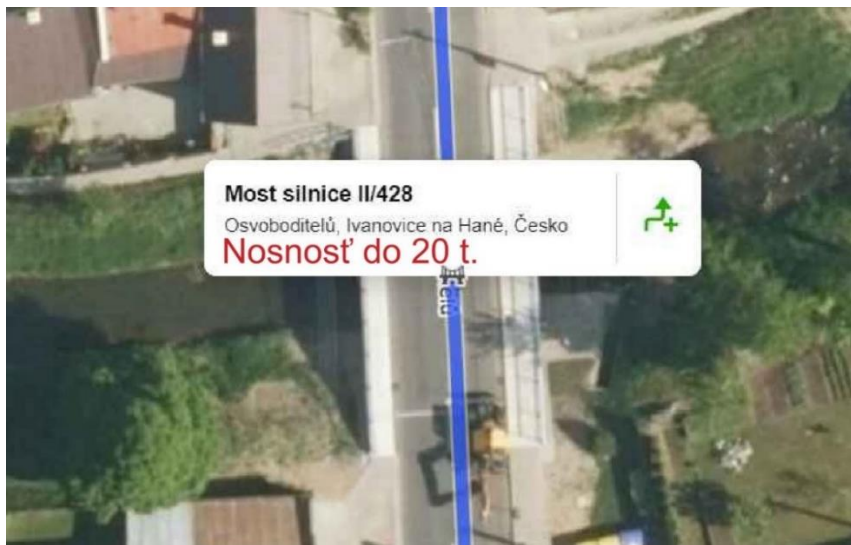 Most silnice II/428
Osvoboditelů, Ivanovice na Hané, Česko
Nosnosť do 20 t.